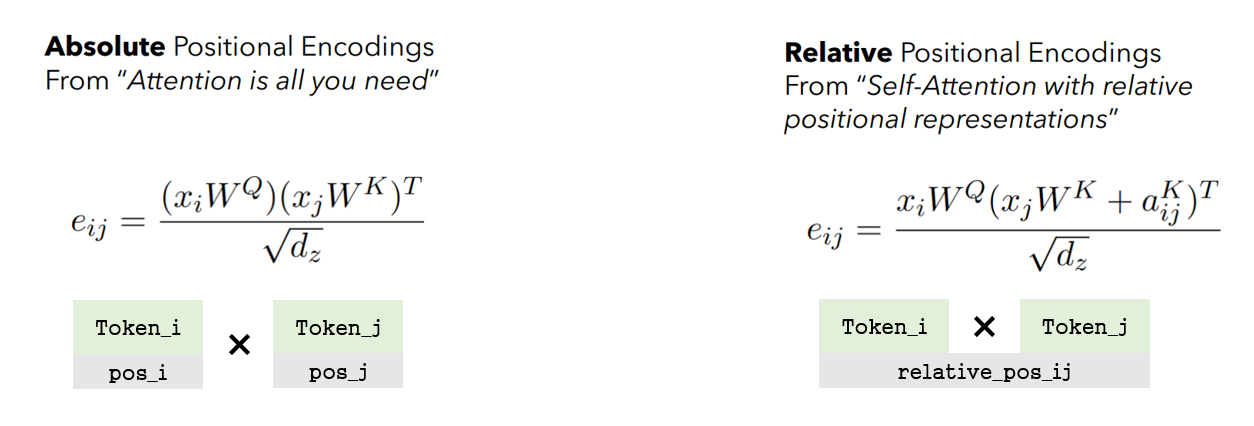 Absolute Positional Encodings
From “Attention is all you need”
e_{ij} = \frac{(x_i W^Q)(x_j W^K)^T}{\sqrt{d_z}}
Token_i × Token_j
pos_i pos_j
Relative Positional Encodings
From “Self-Attention with relative
positional representations”
e_{ij} = \frac{x_i W^Q (x_j W^K + a_{ij}^K)^T}{\sqrt{d_z}}
Token_i × Token_j
relative_pos_ij